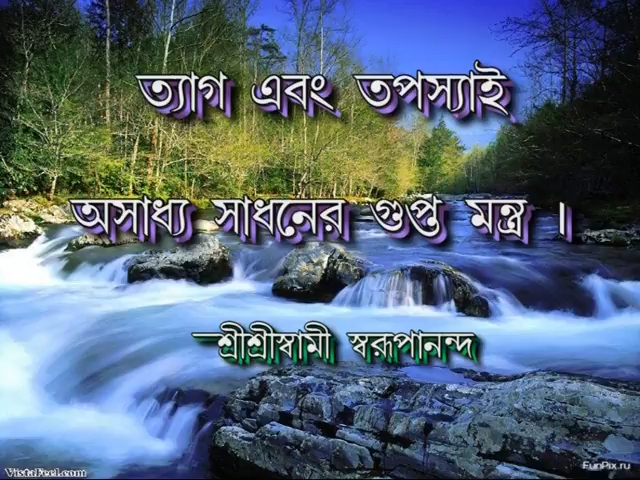 ত্যাগ এবং তপস্যাই
অসাধ্য সাধনের গুপ্ত মন্ত্র ।
—শ্রীশ্রীস্বামী স্বরূপানন্দ
VistaFeel.com
FunPix.ru